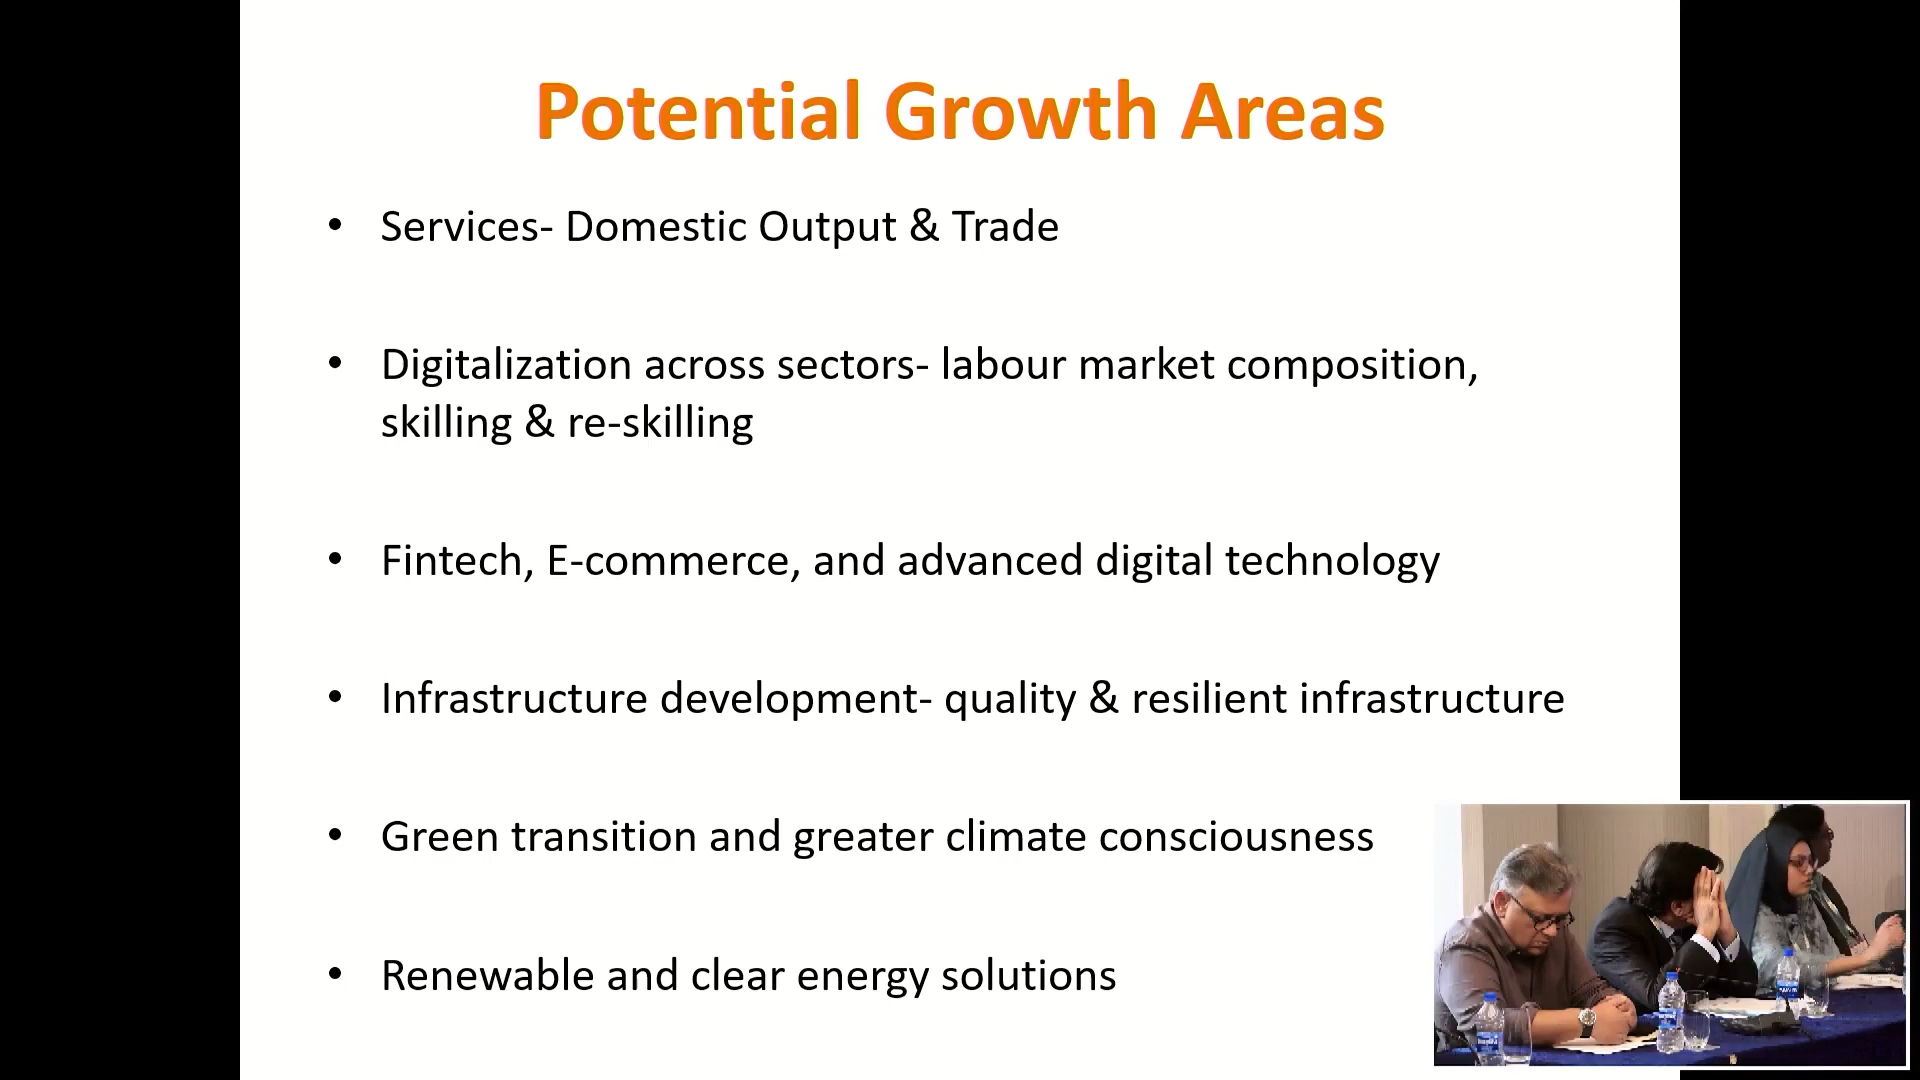 Potential Growth Areas
• Services- Domestic Output & Trade
• Digitalization across sectors- labour market composition,
skilling & re-skilling
• Fintech, E-commerce, and advanced digital technology
• Infrastructure development- quality & resilient infrastructure
• Green transition and greater climate consciousness
• Renewable and clear energy solutions